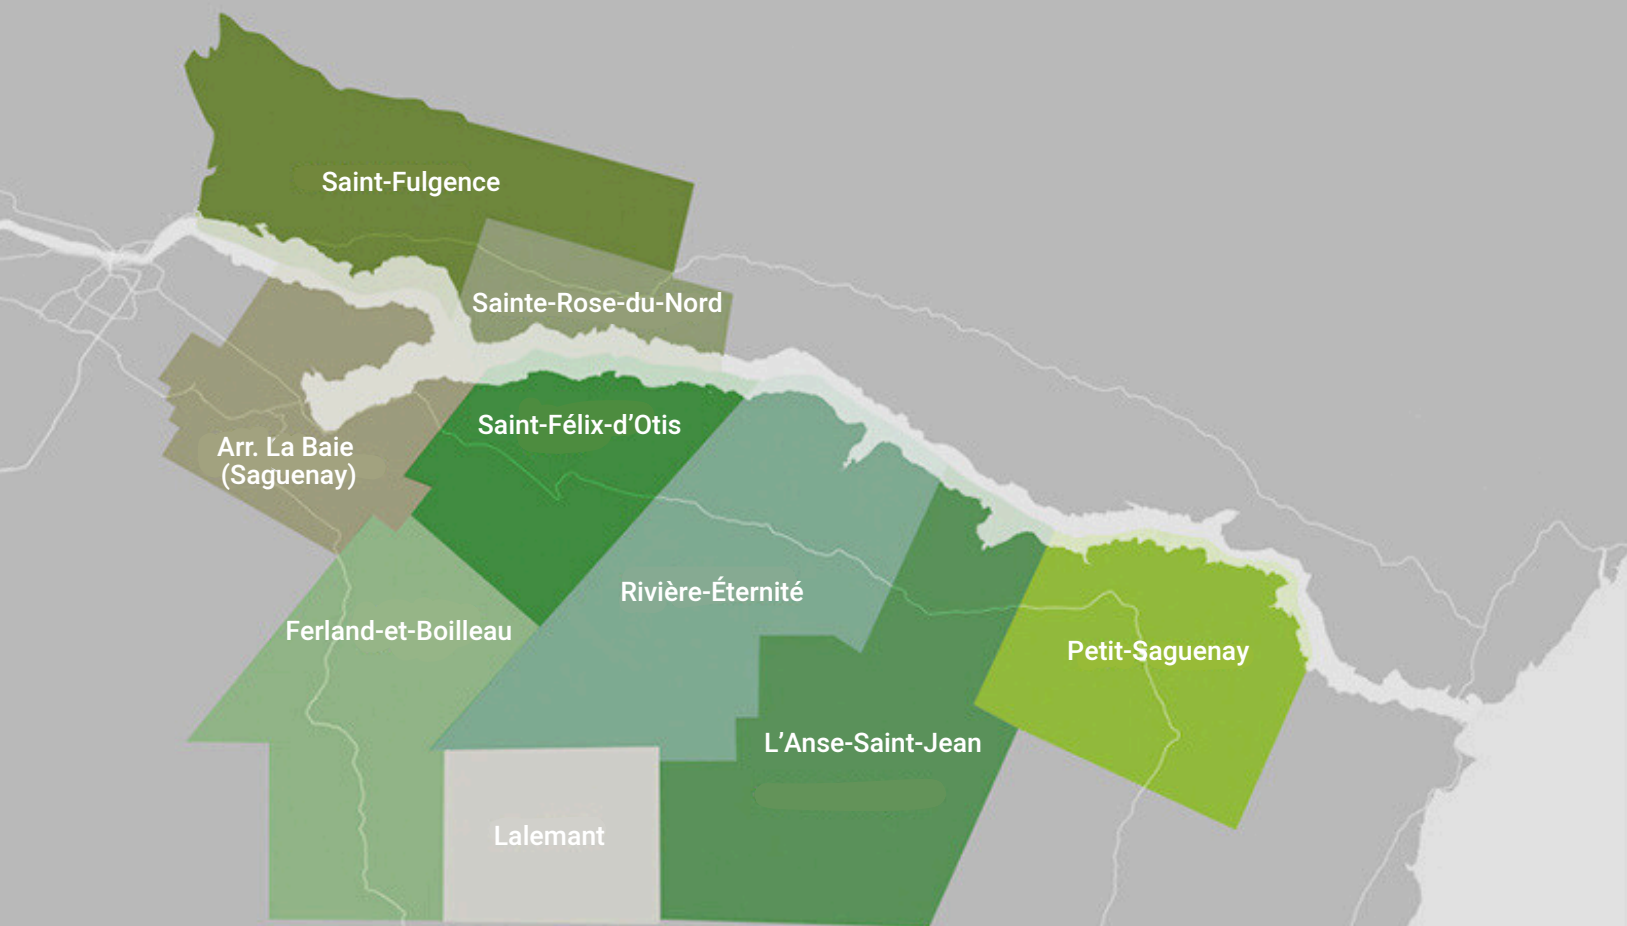 Saint-Fulgence
Sainte-Rose-du-Nord
Saint-Félix-d’Otis
Arr. La Baie
(Saguenay)
Rivière-Éternité
Ferland-et-Boilleau
Petit-Saguenay
L’Anse-Saint-Jean
Lalemant